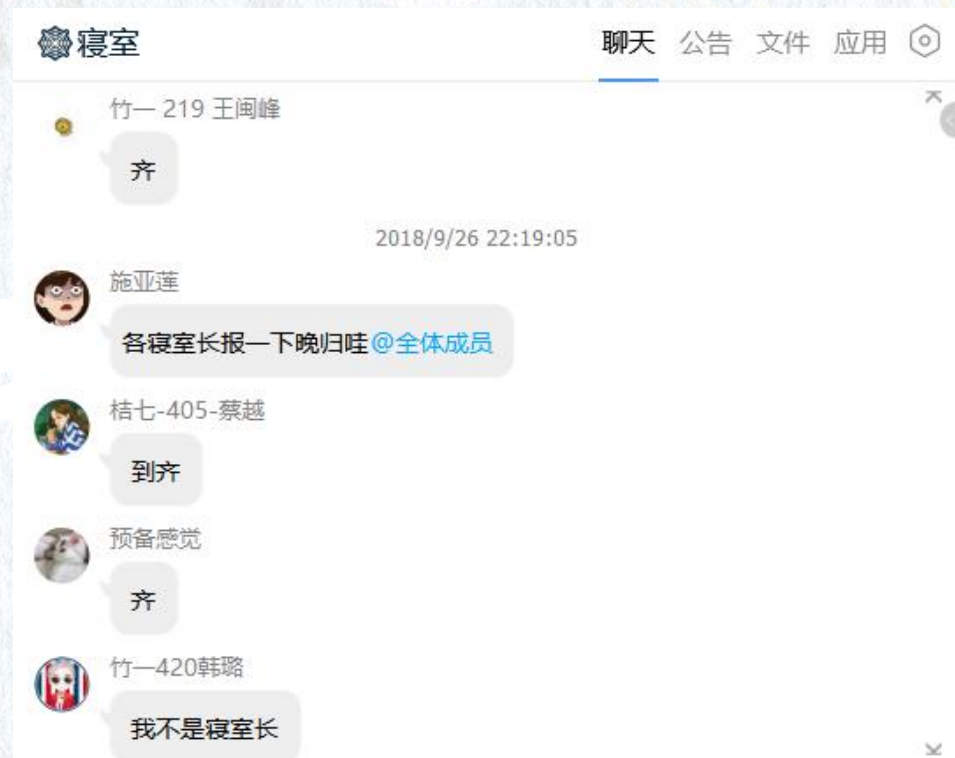 寝室
聊天 公告 文件 应用
竹一 219 王闽峰
齐
2018/9/26 22:19:05
施亚莲
各寝室长报一下晚归哇@全体成员
桔七-405-蔡越
到齐
预备感觉
齐
竹一420韩璐
我不是寝室长